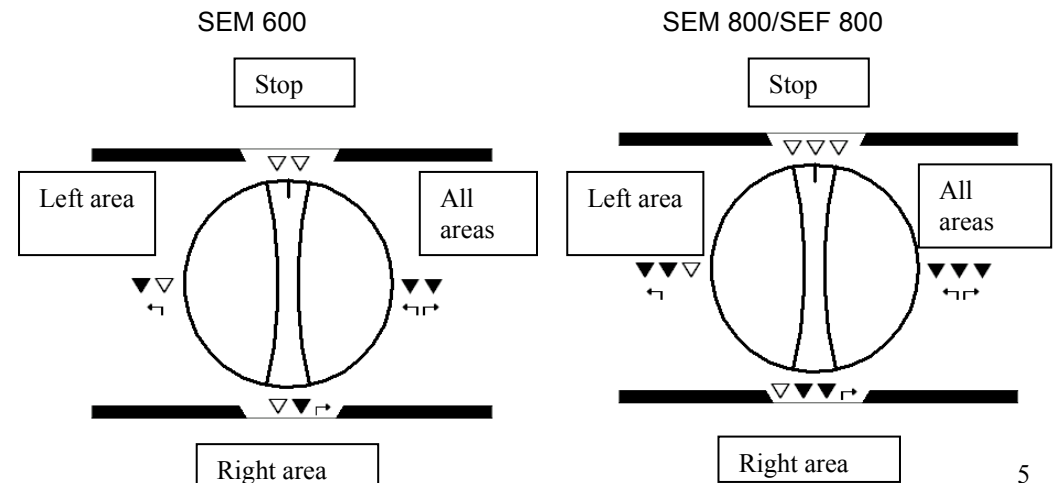 SEM 600
Stop
Left area
All
areas
Right area
SEM 800/SEF 800
Stop
Left area
All
areas
Right area
5